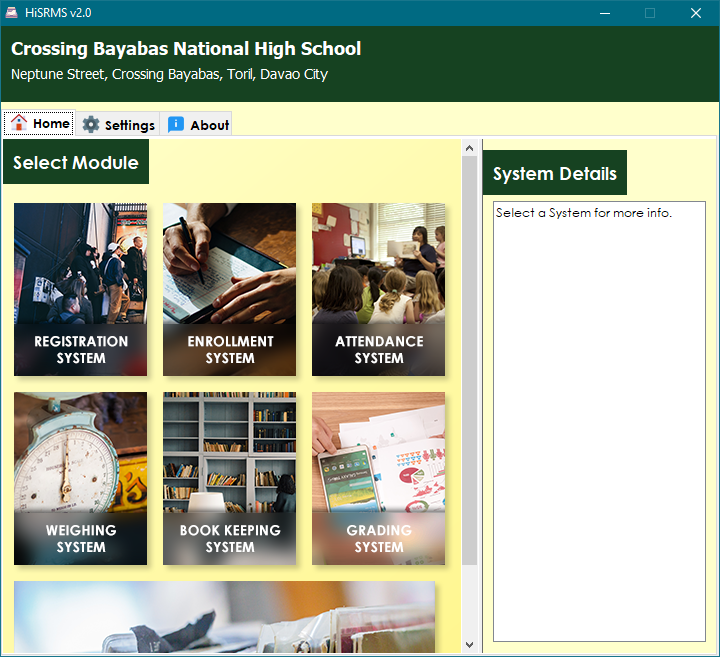 HiSRMS v2.0
Crossing Bayabas National High School
Neptune Street, Crossing Bayabas, Toril, Davao City
Home
Settings
About
Select Module
System Details
Select a System for more info.
REGISTRATION
SYSTEM
ENROLLMENT
SYSTEM
ATTENDANCE
SYSTEM
WEIGHING
SYSTEM
BOOK KEEPING
SYSTEM
GRADING
SYSTEM